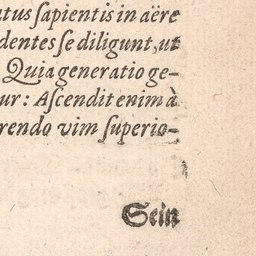 tus ſapientis in aëre
dentes ſe diligunt, ut
Quia generatio ge-
ur: Aſcendit enim à
rendo vim ſuperio-
Sein